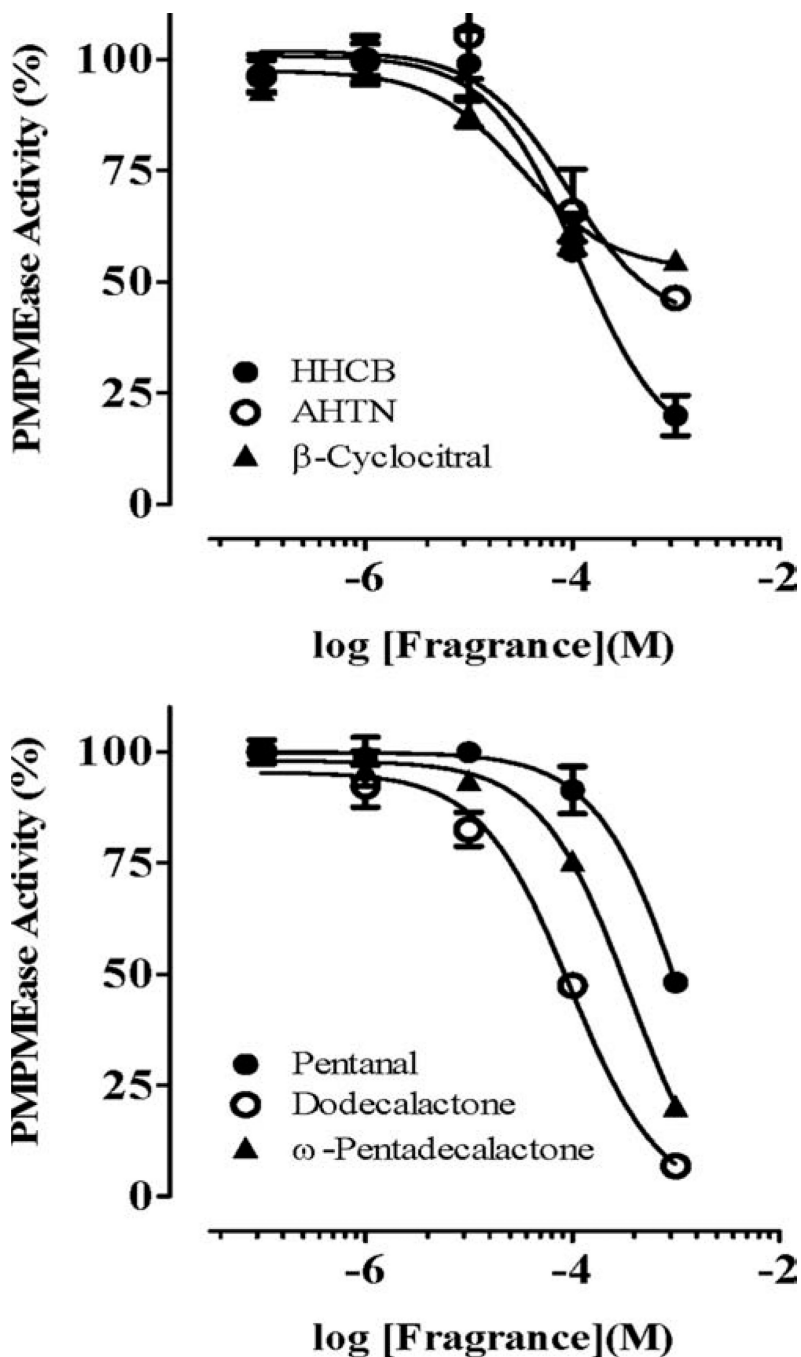 PMPMEase Activity (%)
100
75
50
25
0
HHCB
AHTN
β-Cyclocitral
-6
-4
-2
log [Fragrance](M)
PMPMEase Activity (%)
100
75
50
25
0
Pentanal
Dodecalactone
ω-Pentadecalactone
-6
-4
-2
log [Fragrance](M)